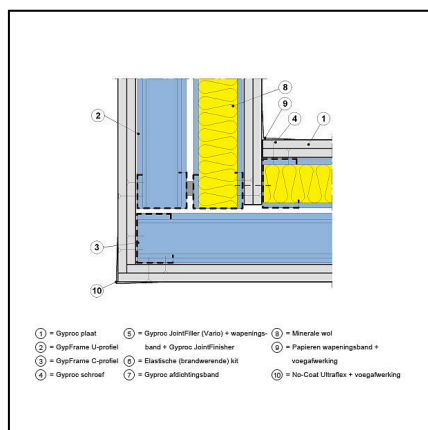 8
9
2
4
1
3
10
1 = Gyproc plaat
2 = GypFrame U-profiel
3 = GypFrame C-profiel
4 = Gyproc schroef
5 = Gyproc JointFiller (Vario) + wapenings-
band + Gyproc JointFinisher
6 = Elastische (brandwerende) kit
7 = Gyproc afdichtingsband
8 = Minerale wol
9 = Papieren wapeningsband +
voegafwerking
10 = No-Coat Ultraflex + voegafwerking